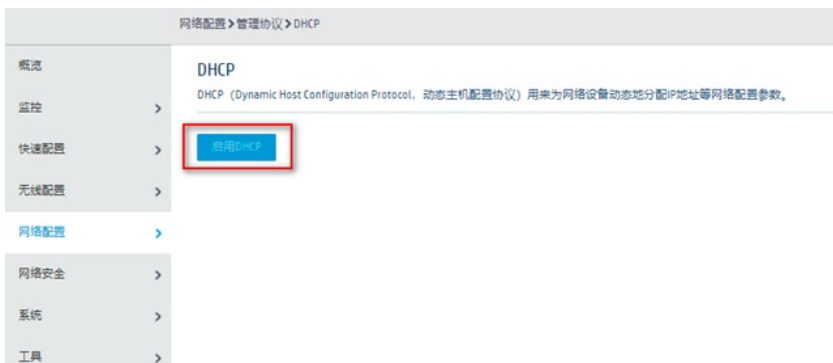 网络配置>管理协议>DHCP
概览
监控
快速配置
无线配置
网络配置
网络安全
系统
工具
DHCP
DHCP（Dynamic Host Configuration Protocol，动态主机配置协议）用来为网络设备动态地分配IP地址等网络配置参数。
启用DHCP